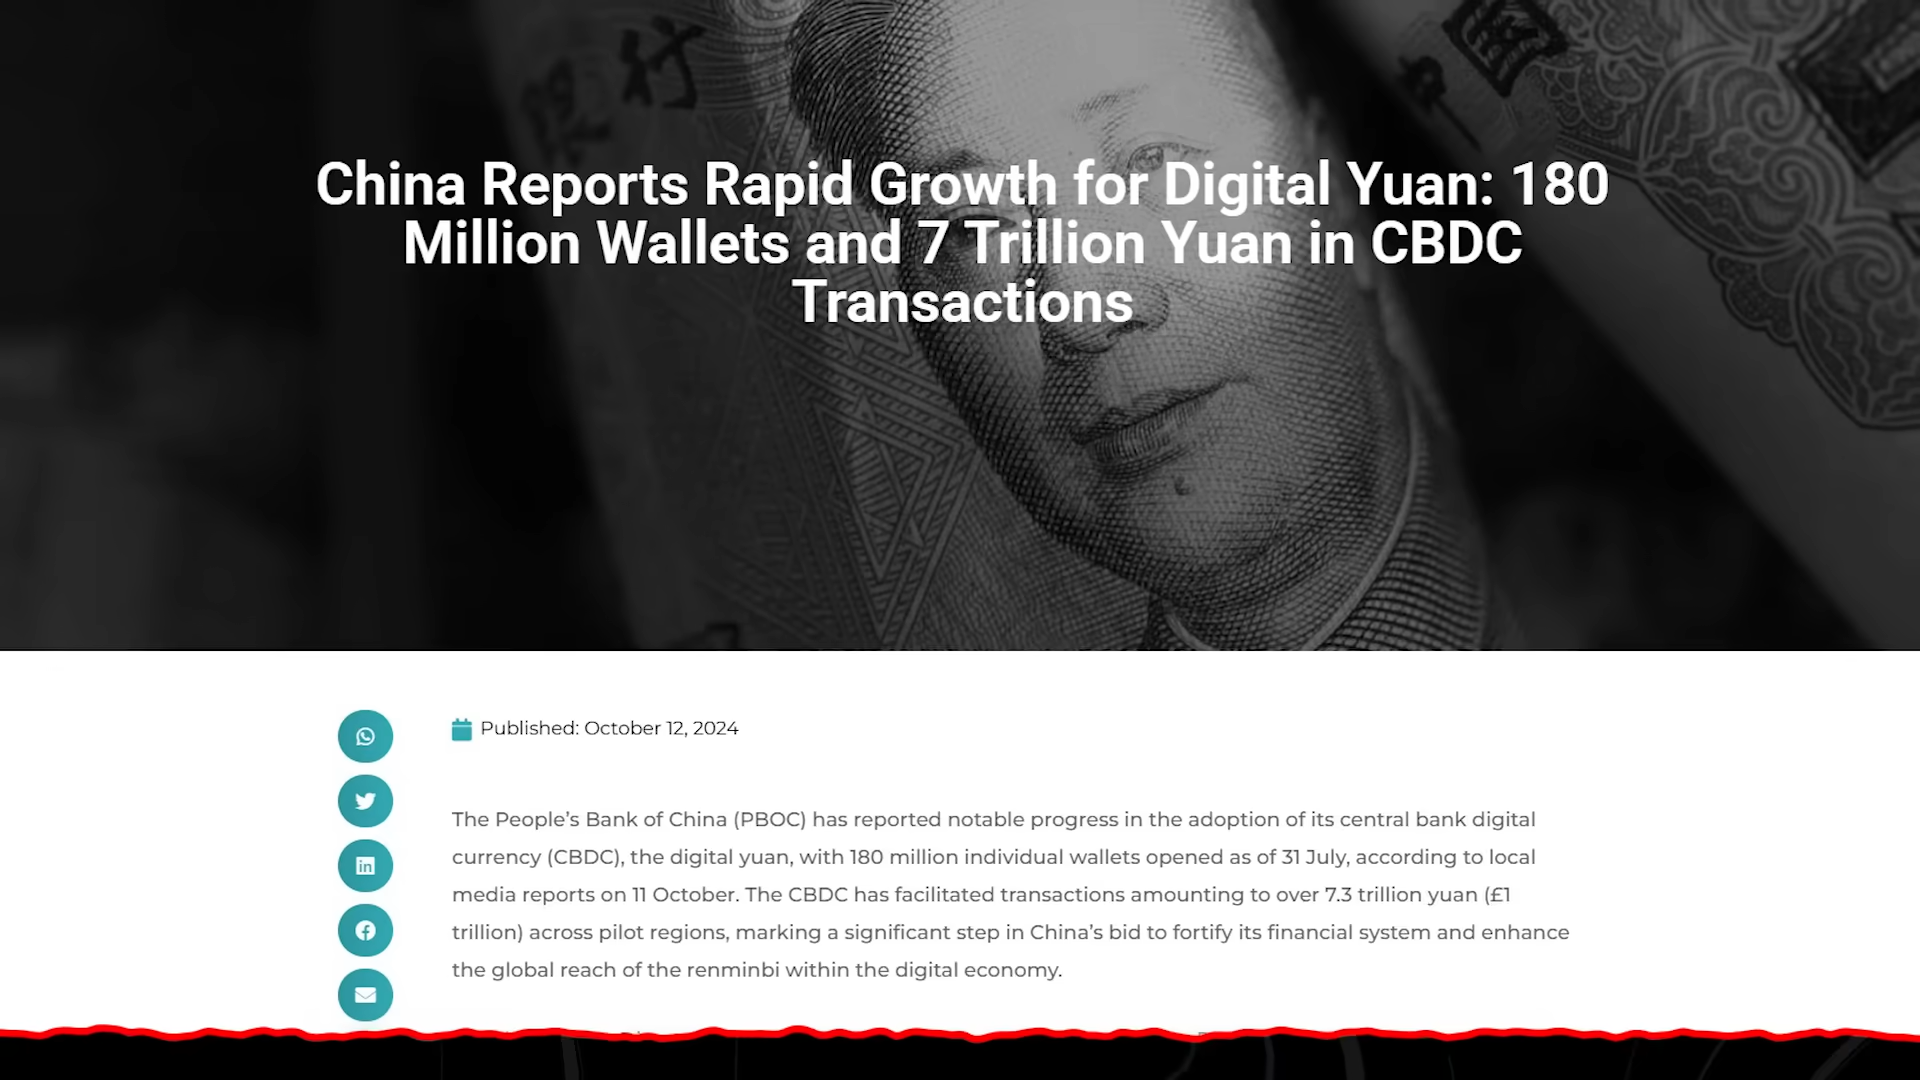 銀行
中国
China Reports Rapid Growth for Digital Yuan: 180
Million Wallets and 7 Trillion Yuan in CBDC
Transactions
Published: October 12, 2024
The People’s Bank of China (PBOC) has reported notable progress in the adoption of its central bank digital
currency (CBDC), the digital yuan, with 180 million individual wallets opened as of 31 July, according to local
media reports on 11 October. The CBDC has facilitated transactions amounting to over 7.3 trillion yuan (£1
trillion) across pilot regions, marking a significant step in China’s bid to fortify its financial system and enhance
the global reach of the renminbi within the digital economy.